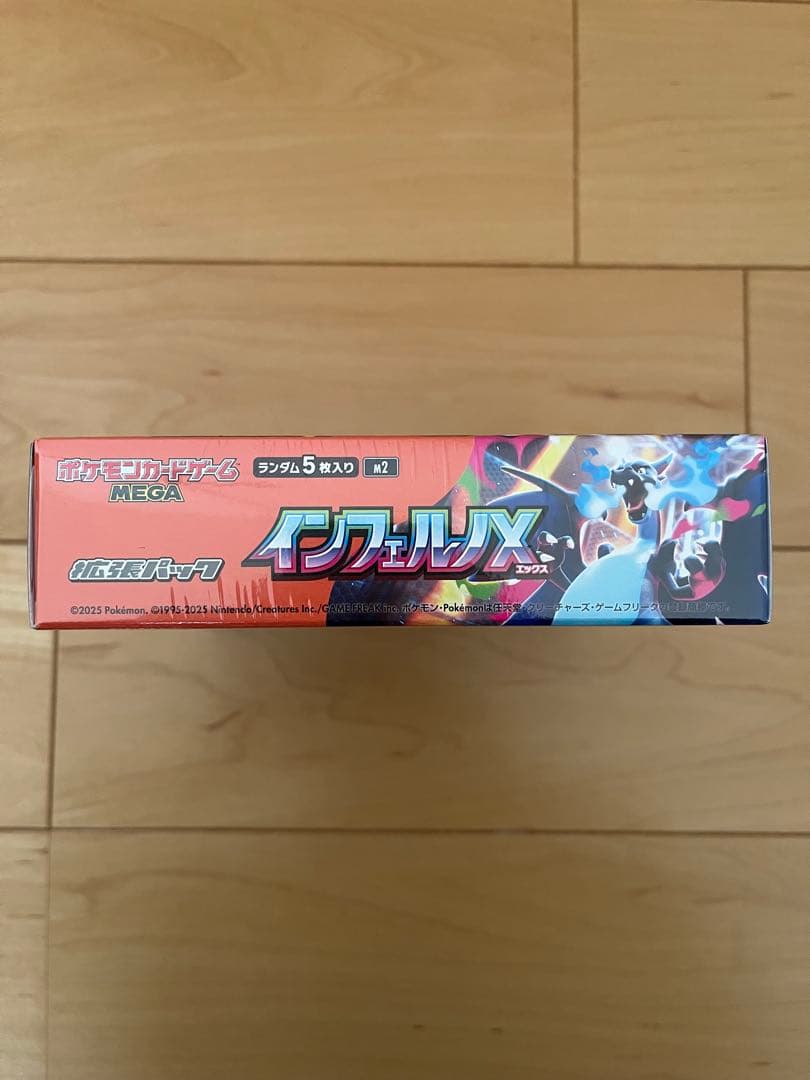 ポケモンカードゲーム
MEGA
ランダム5枚入り
M2
インフェルノX
エックス
拡張パック
©2025 Pokémon. ©1995-2025 Nintendo/Creatures Inc./GAME FREAK inc. ポケモン・Pokémonは任天堂・クリーチャーズ・ゲームフリークの登録商標です。